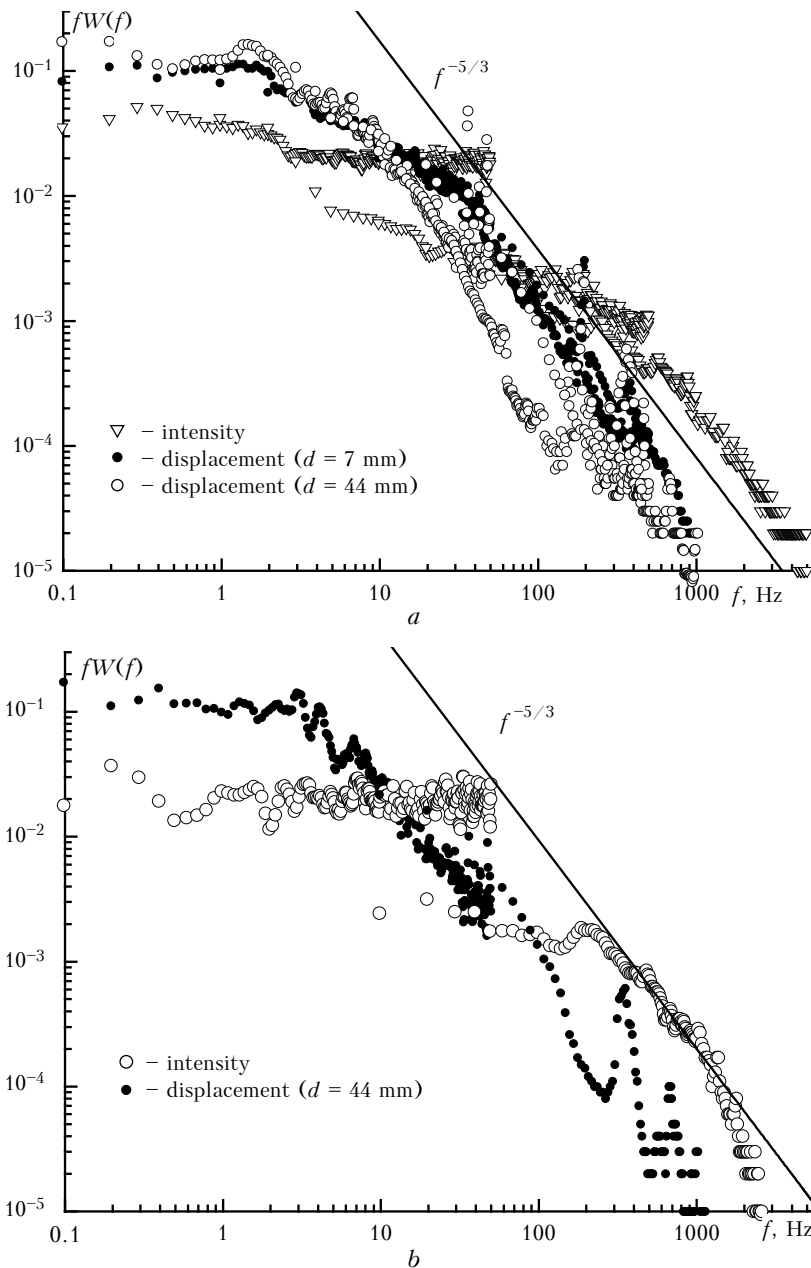 fW(f)
10⁻¹
10⁻²
10⁻³
10⁻⁴
10⁻⁵
f⁻⁵/³
▽ – intensity
● – displacement (d = 7 mm)
○ – displacement (d = 44 mm)
0.1 1 10 100 1000 f, Hz
a
fW(f)
10⁻¹
10⁻²
10⁻³
10⁻⁴
10⁻⁵
f⁻⁵/³
○ – intensity
● – displacement (d = 44 mm)
0.1 1 10 100 1000 f, Hz
b